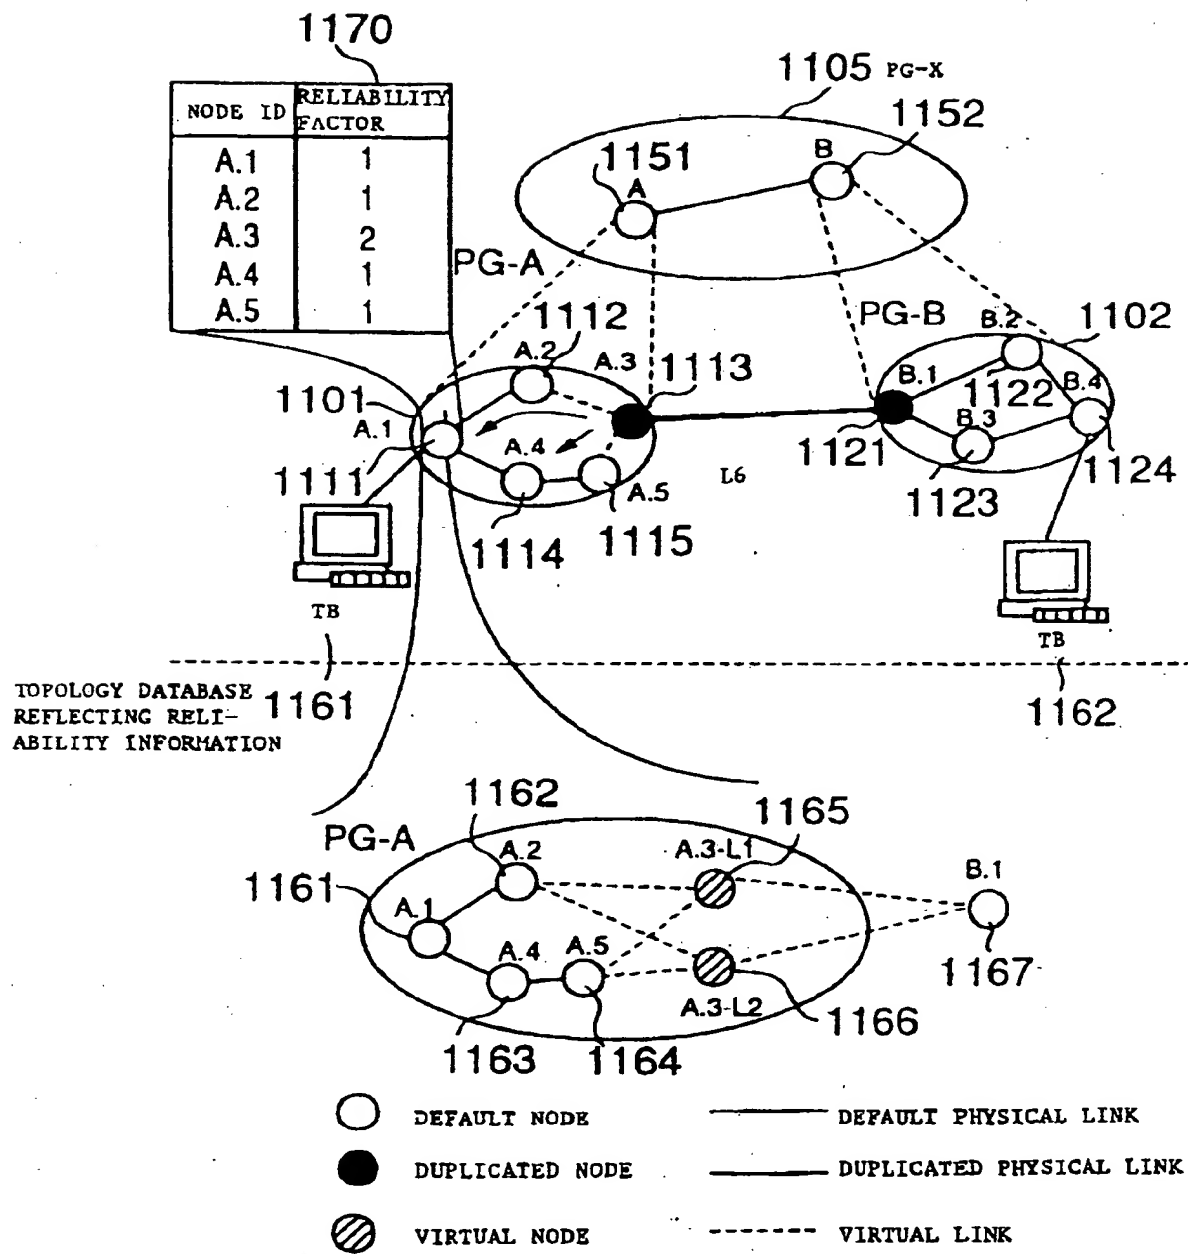 1170
NODE ID RELIABILITY FACTOR
A.1 1
A.2 1
A.3 2
A.4 1
A.5 1
1105 PG-X
1152
1151
A
B
PG-A
PG-B
1112
A.2
A.3
1113
1101
A.1
1111
A.4
A.5
1114
1115
L6
B.2
1102
B.1
1122
B.4
B.3
1121
1123
1124
TB
TB
1161
1162
TOPOLOGY DATABASE
REFLECTING RELI-
ABILITY INFORMATION
1162
1165
PG-A
A.2
A.3-L1
B.1
1161
A.1
A.4
A.5
1167
A.3-L2
1166
1163
1164
DEFAULT NODE
DEFAULT PHYSICAL LINK
DUPLICATED NODE
DUPLICATED PHYSICAL LINK
VIRTUAL NODE
VIRTUAL LINK